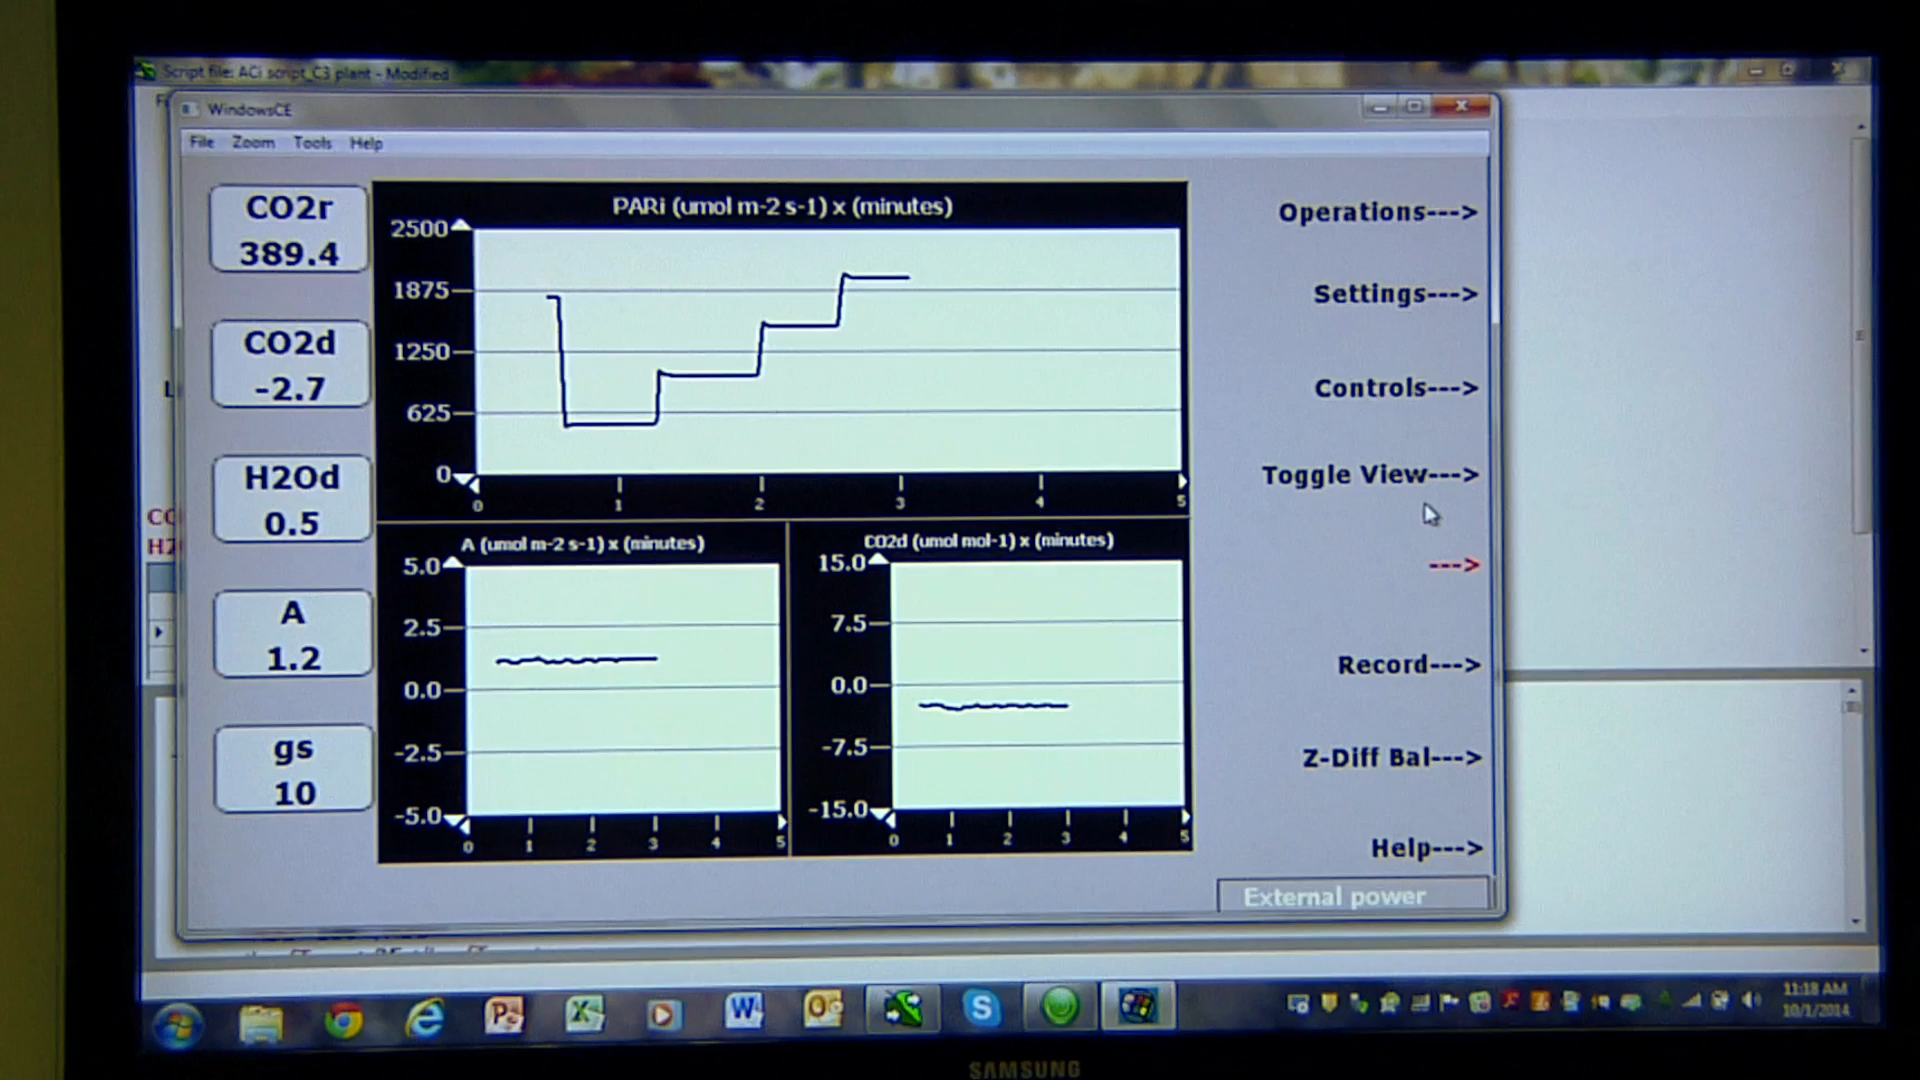 Script file: ACi script_C3 plant - Modified
WindowsCE
File Zoom Tools Help
CO2r
389.4
CO2d
-2.7
H2Od
0.5
A
1.2
gs
10
PARi (umol m-2 s-1) x (minutes)
2500
1875
1250
625
0
0 1 2 3 4 5
A (umol m-2 s-1) x (minutes)
5.0
2.5
0.0
-2.5
-5.0
0 1 2 3 4 5
CO2d (umol mol-1) x (minutes)
15.0
7.5
0.0
-7.5
-15.0
0 1 2 3 4 5
Operations--->
Settings--->
Controls--->
Toggle View--->
--->
Record--->
Z-Diff Bal--->
Help--->
External power
11:18 AM
10/1/2014
SAMSUNG